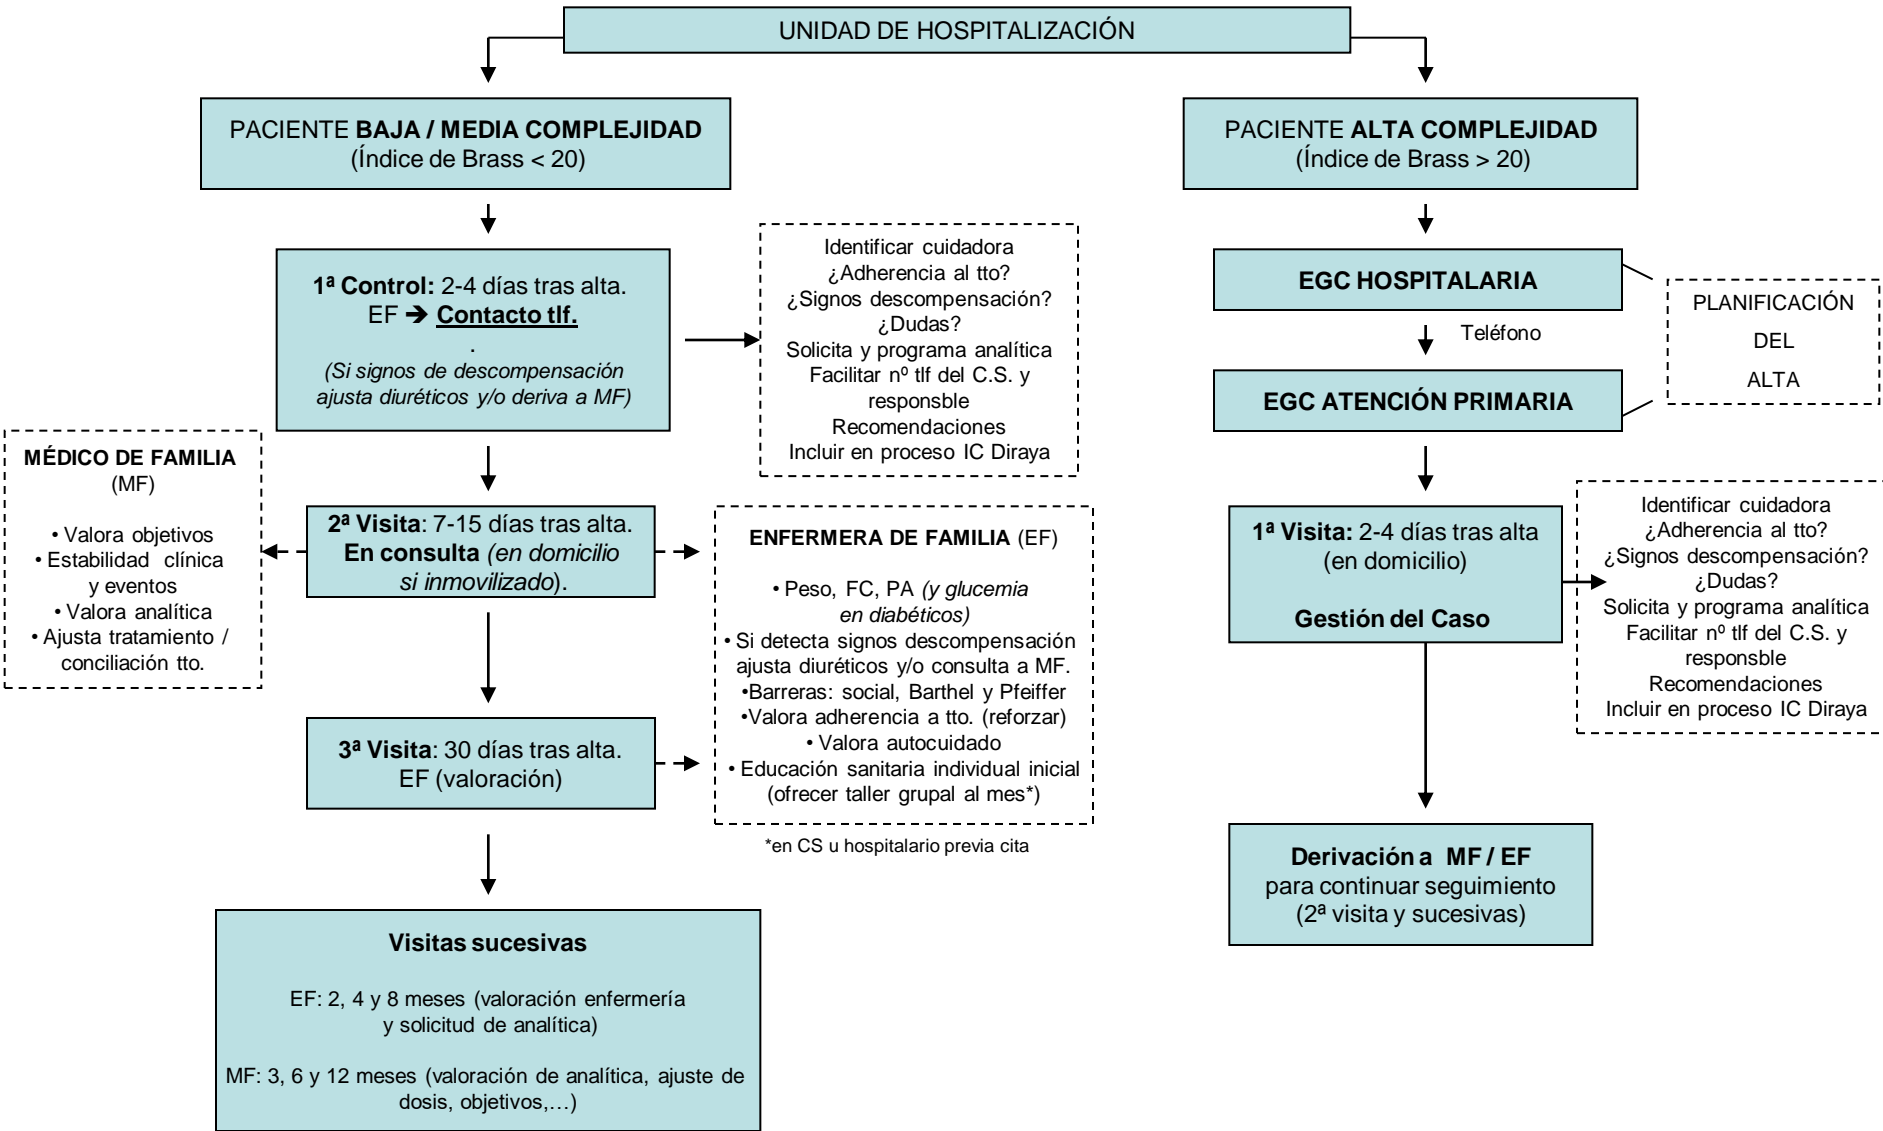 UNIDAD DE HOSPITALIZACIÓN
PACIENTE BAJA / MEDIA COMPLEJIDAD
(Índice de Brass < 20)
1ª Control: 2-4 días tras alta.
EF ➔ Contacto tlf.
.
(Si signos de descompensación
ajusta diuréticos y/o deriva a MF)
Identificar cuidadora
¿Adherencia al tto?
¿Signos descompensación?
¿Dudas?
Solicita y programa analítica
Facilitar nº tlf del C.S. y
responsble
Recomendaciones
Incluir en proceso IC Diraya
MÉDICO DE FAMILIA
(MF)
• Valora objetivos
• Estabilidad clínica
y eventos
• Valora analítica
• Ajusta tratamiento /
conciliación tto.
2ª Visita: 7-15 días tras alta.
En consulta (en domicilio
si inmovilizado).
ENFERMERA DE FAMILIA (EF)
• Peso, FC, PA (y glucemia
en diabéticos)
• Si detecta signos descompensación
ajusta diuréticos y/o consulta a MF.
•Barreras: social, Barthel y Pfeiffer
•Valora adherencia a tto. (reforzar)
• Valora autocuidado
• Educación sanitaria individual inicial
(ofrecer taller grupal al mes*)
*en CS u hospitalario previa cita
3ª Visita: 30 días tras alta.
EF (valoración)
Visitas sucesivas
EF: 2, 4 y 8 meses (valoración enfermería
y solicitud de analítica)
MF: 3, 6 y 12 meses (valoración de analítica, ajuste de
dosis, objetivos,…)
PACIENTE ALTA COMPLEJIDAD
(Índice de Brass > 20)
EGC HOSPITALARIA
Teléfono
EGC ATENCIÓN PRIMARIA
PLANIFICACIÓN
DEL
ALTA
1ª Visita: 2-4 días tras alta
(en domicilio)
Gestión del Caso
Identificar cuidadora
¿Adherencia al tto?
¿Signos descompensación?
¿Dudas?
Solicita y programa analítica
Facilitar nº tlf del C.S. y
responsble
Recomendaciones
Incluir en proceso IC Diraya
Derivación a MF / EF
para continuar seguimiento
(2ª visita y sucesivas)